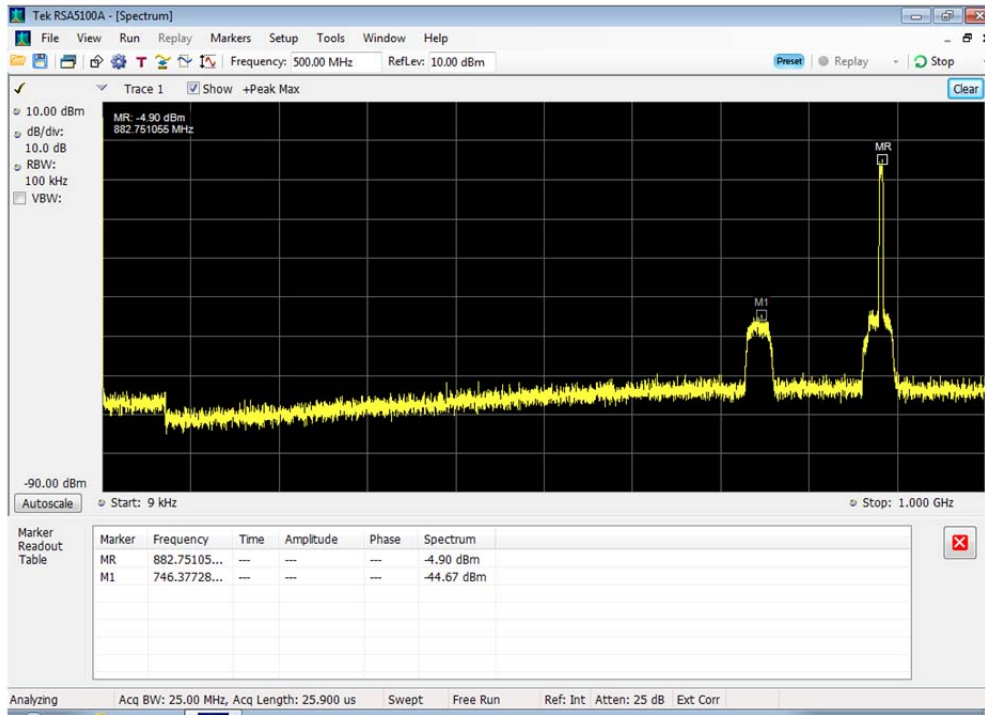 Tek RSA5100A - [Spectrum]
File View Run Replay Markers Setup Tools Window Help
T Frequency: 500.00 MHz RefLev: 10.00 dBm Preset Replay Stop
Trace 1 Show +Peak Max Clear
10.00 dBm
dB/div:
10.0 dB
RBW:
100 kHz
VBW:
MR: -4.90 dBm
882.751055 MHz
MR
M1
-90.00 dBm
Autoscale Start: 9 kHz Stop: 1.000 GHz
Marker Readout Table
Marker Frequency Time Amplitude Phase Spectrum
MR 882.75105... --- --- --- -4.90 dBm
M1 746.37728... --- --- --- -44.67 dBm
Analyzing Acq BW: 25.00 MHz, Acq Length: 25.900 us Swept Free Run Ref: Int Atten: 25 dB Ext Corr